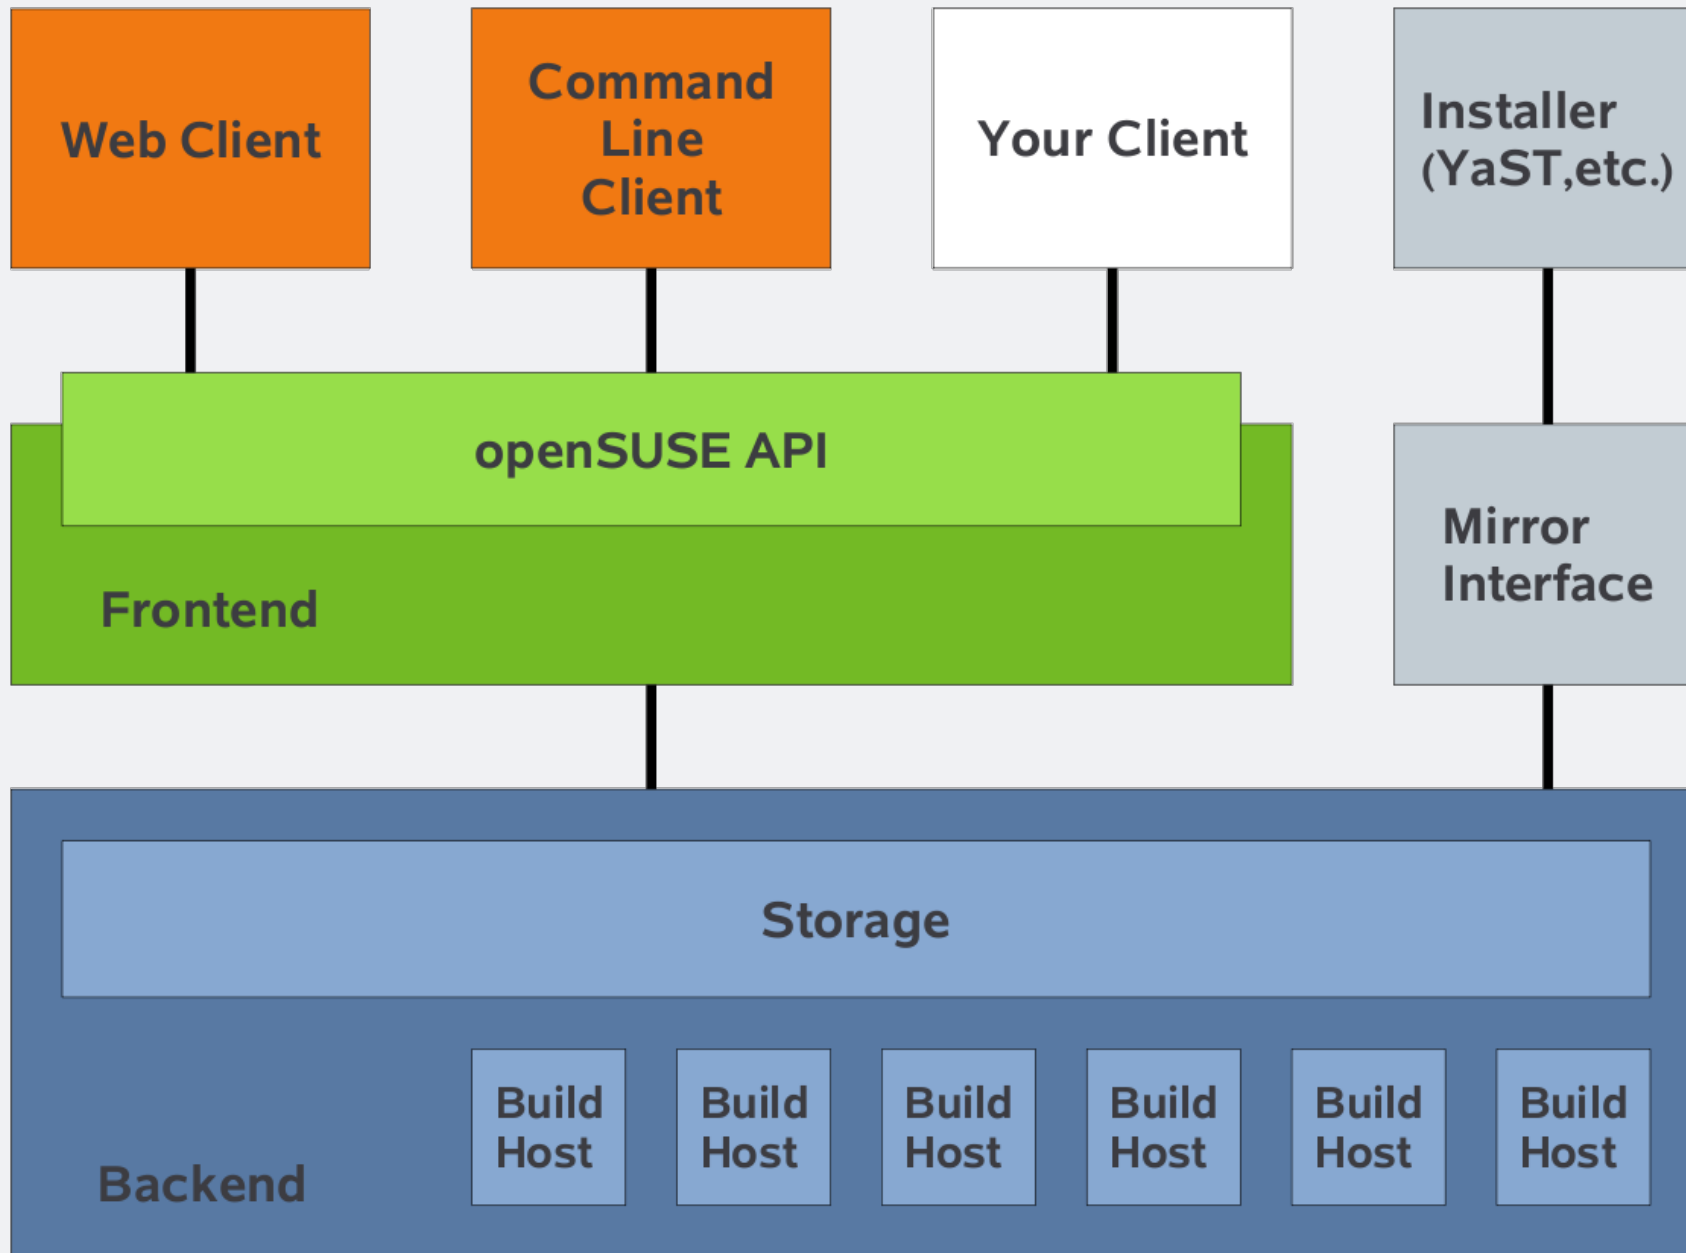 Web Client
Command
Line
Client
Your Client
Installer
(YaST,etc.)
openSUSE API
Frontend
Mirror
Interface
Storage
Build
Host
Build
Host
Build
Host
Build
Host
Build
Host
Build
Host
Backend